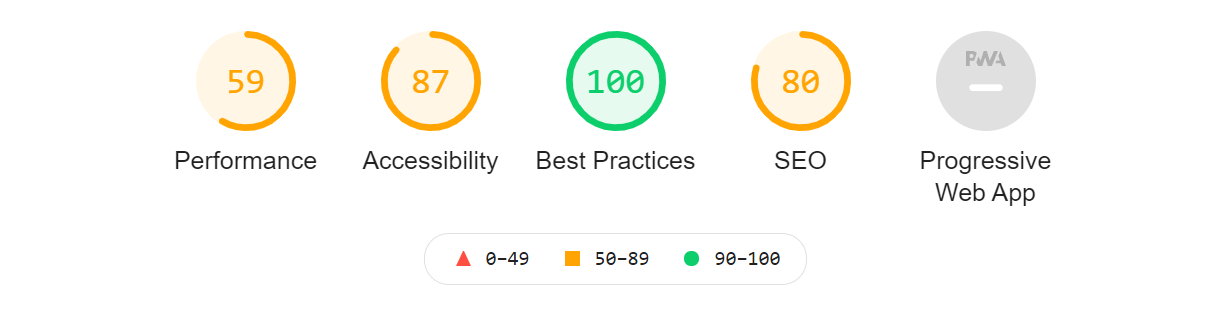 59 87 100 80 PWA
Performance Accessibility Best Practices SEO Progressive
Web App
0–49 50–89 90–100